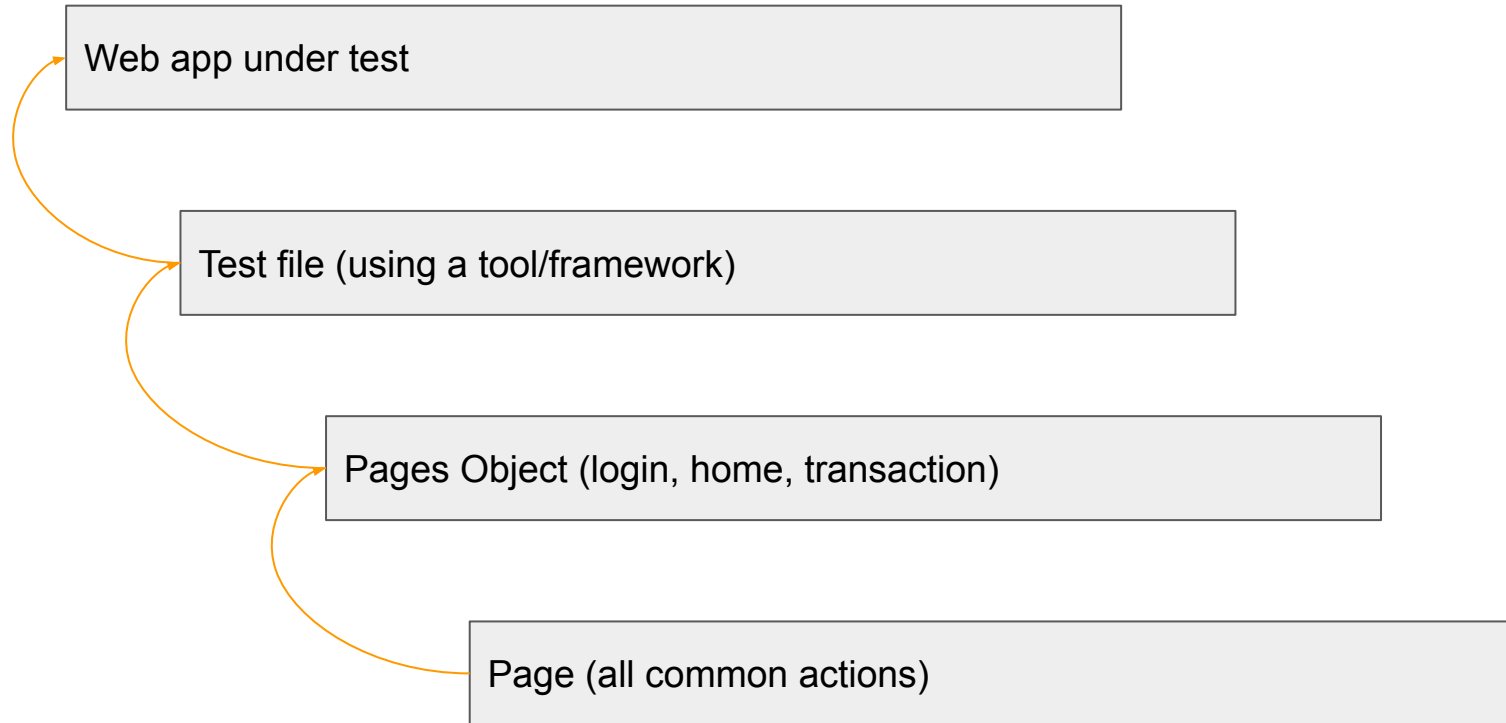 Web app under test
Test file (using a tool/framework)
Pages Object (login, home, transaction)
Page (all common actions)